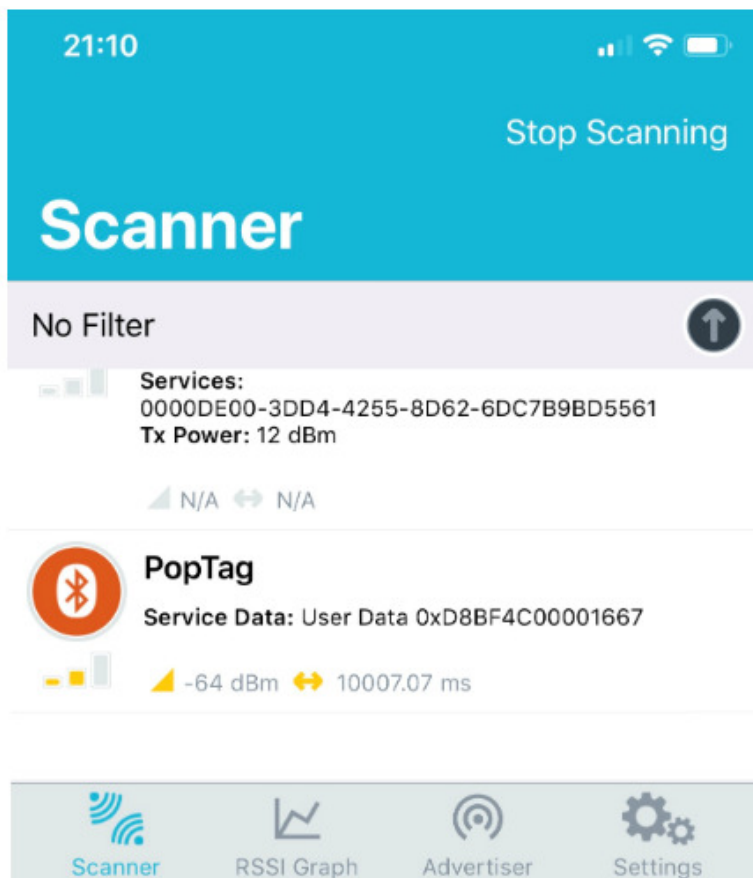 21:10
Stop Scanning
Scanner
No Filter
Services:
0000DE00-3DD4-4255-8D62-6DC7B9BD5561
Tx Power: 12 dBm
N/A N/A
PopTag
Service Data: User Data 0xD8BF4C00001667
-64 dBm 10007.07 ms
Scanner RSSI Graph Advertiser Settings